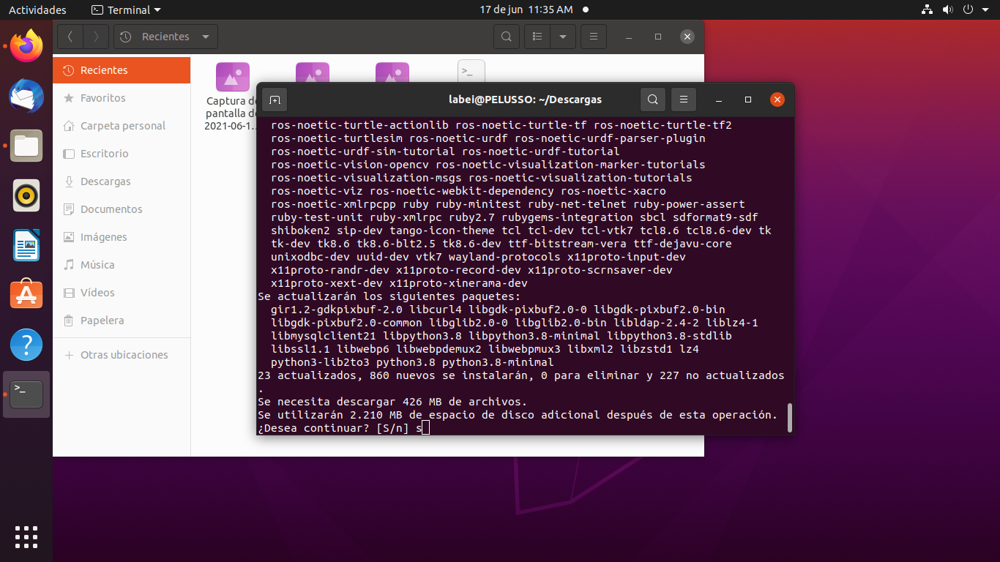 Actividades
Terminal
17 de jun 11:35 AM
Recientes
Recientes
Favoritos
Carpeta personal
Escritorio
Descargas
Documentos
Imágenes
Música
Vídeos
Papelera
Otras ubicaciones
Captura de
pantalla de
2021-06-1…
>_
labei@PELUSSO: ~/Descargas
ros-noetic-turtle-actionlib ros-noetic-turtle-tf ros-noetic-turtle-tf2
ros-noetic-turtlesim ros-noetic-urdf ros-noetic-urdf-parser-plugin
ros-noetic-urdf-sim-tutorial ros-noetic-urdf-tutorial
ros-noetic-vision-opencv ros-noetic-visualization-marker-tutorials
ros-noetic-visualization-msgs ros-noetic-visualization-tutorials
ros-noetic-viz ros-noetic-webkit-dependency ros-noetic-xacro
ros-noetic-xmlrpcpp ruby ruby-minitest ruby-net-telnet ruby-power-assert
ruby-test-unit ruby-xmlrpc ruby2.7 rubygems-integration sbcl sdformat9-sdf
shiboken2 sip-dev tango-icon-theme tcl tcl-dev tcl-vtk7 tcl8.6 tcl8.6-dev tk
tk-dev tk8.6 tk8.6-blt2.5 tk8.6-dev ttf-bitstream-vera ttf-dejavu-core
unixodbc-dev uuid-dev vtk7 wayland-protocols x11proto-input-dev
x11proto-randr-dev x11proto-record-dev x11proto-scrnsaver-dev
x11proto-xext-dev x11proto-xinerama-dev
Se actualizarán los siguientes paquetes:
gir1.2-gdkpixbuf-2.0 libcurl4 libgdk-pixbuf2.0-0 libgdk-pixbuf2.0-bin
libgdk-pixbuf2.0-common libglib2.0-0 libglib2.0-bin libldap-2.4-2 liblz4-1
libmysqlclient21 libpython3.8 libpython3.8-minimal libpython3.8-stdlib
libssl1.1 libwebp6 libwebpdemux2 libwebpmux3 libxml2 libzstd1 lz4
python3-lib2to3 python3.8 python3.8-minimal
23 actualizados, 860 nuevos se instalarán, 0 para eliminar y 227 no actualizados
.
Se necesita descargar 426 MB de archivos.
Se utilizarán 2.210 MB de espacio de disco adicional después de esta operación.
¿Desea continuar? [S/n] s